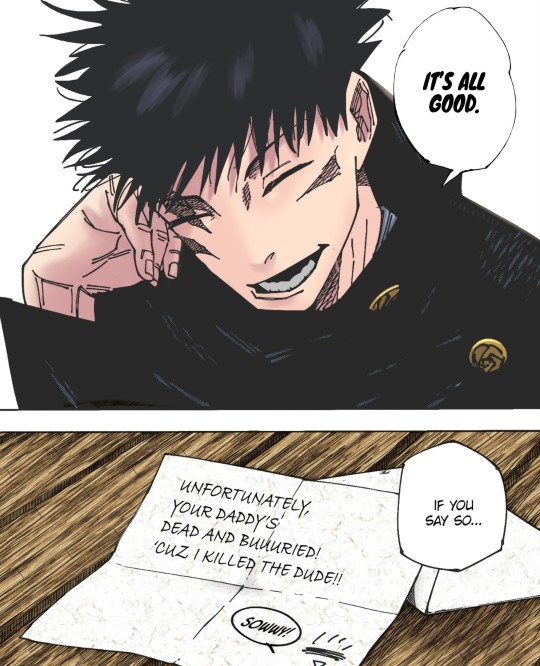 IT'S ALL
GOOD.
UNFORTUNATELY,
YOUR DADDY'S
DEAD AND BUUURIED!
'CUZ I KILLED THE DUDE!!
SOWWY!
IF YOU
SAY SO...